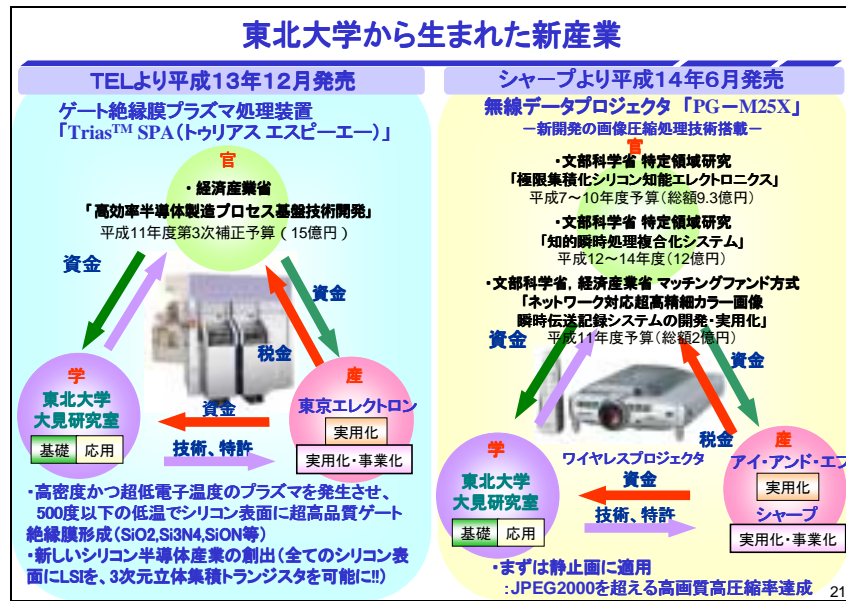 東北大学から生まれた新産業
TELより平成13年12月発売
ゲート絶縁膜プラズマ処理装置
「Trias™ SPA（トゥリアス エスピーエー）」
官
・経済産業省
「高効率半導体製造プロセス基盤技術開発」
平成11年度第3次補正予算（15億円）
資金
資金
税金
学
東北大学
大見研究室
基礎 応用
資金
技術、特許
産
東京エレクトロン
実用化
実用化・事業化
・高密度かつ超低電子温度のプラズマを発生させ、
500度以下の低温でシリコン表面に超高品質ゲート
絶縁膜形成(SiO2,Si3N4,SiON等)
・新しいシリコン半導体産業の創出(全てのシリコン表
面にLSIを、3次元立体集積トランジスタを可能に!!)
シャープより平成14年6月発売
無線データプロジェクタ 「PG－M25X」
－新開発の画像圧縮処理技術搭載－
官
・文部科学省 特定領域研究
「極限集積化シリコン知能エレクトロニクス」
平成7～10年度予算(総額9.3億円)
・文部科学省 特定領域研究
「知的瞬時処理複合化システム」
平成12～14年度(12億円)
・文部科学省，経済産業省 マッチングファンド方式
「ネットワーク対応超高精細カラー画像
瞬時伝送記録システムの開発・実用化」
平成11年度予算(総額2億円)
資金
資金
税金
学
東北大学
大見研究室
基礎 応用
ワイヤレスプロジェクタ
資金
技術、特許
産
アイ・アンド・エフ
実用化
シャープ
実用化・事業化
・まずは静止画に適用
:JPEG2000を超える高画質高圧縮率達成
21